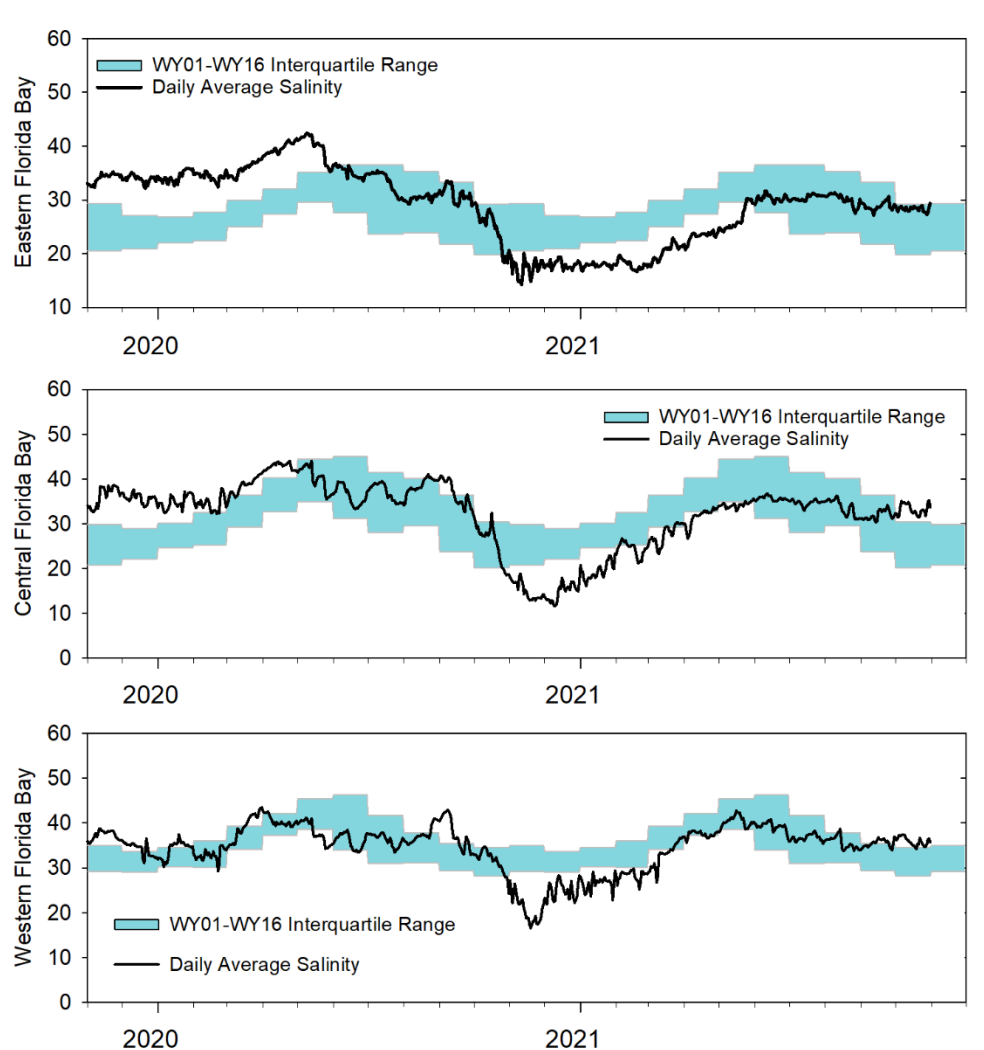 60
WY01-WY16 Interquartile Range
50
Daily Average Salinity
40
30
20
10
Eastern Florida Bay
2020
2021
60
WY01-WY16 Interquartile Range
50
Daily Average Salinity
40
30
20
10
0
Central Florida Bay
2020
2021
60
50
40
30
20
WY01-WY16 Interquartile Range
10
Daily Average Salinity
0
Western Florida Bay
2020
2021